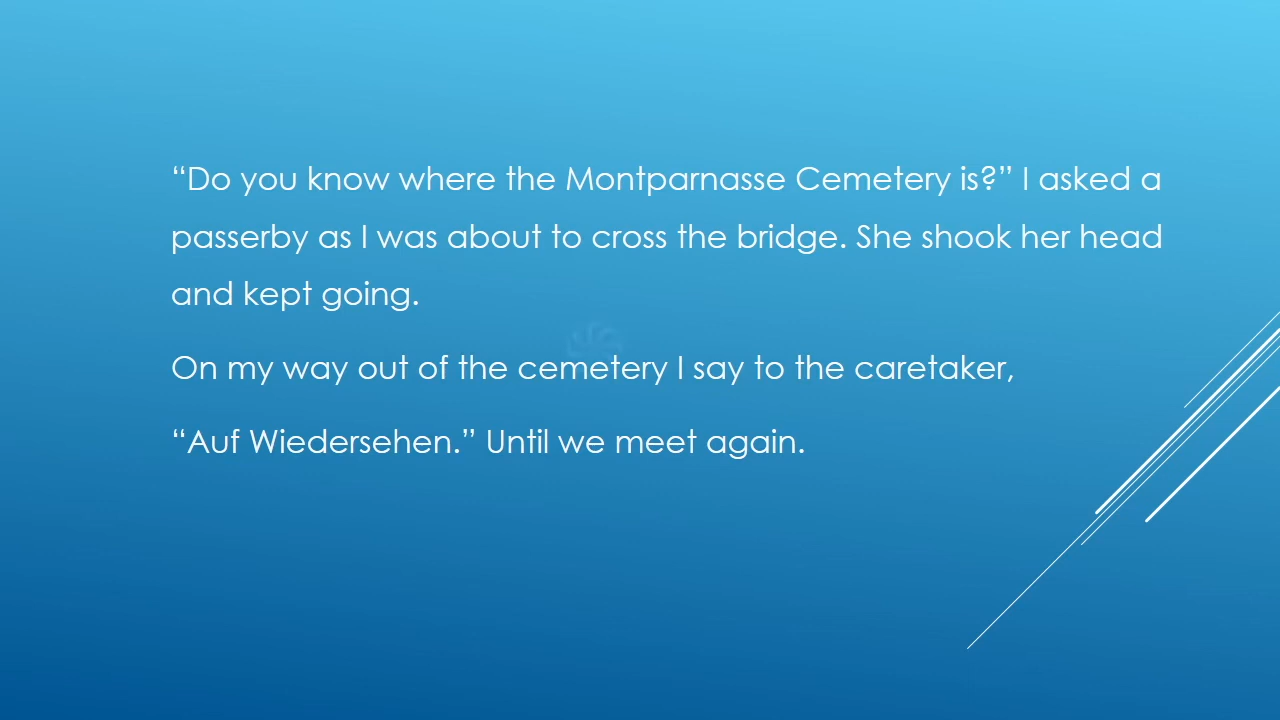 “Do you know where the Montparnasse Cemetery is?” I asked a
passerby as I was about to cross the bridge. She shook her head
and kept going.
On my way out of the cemetery I say to the caretaker,
“Auf Wiedersehen.” Until we meet again.